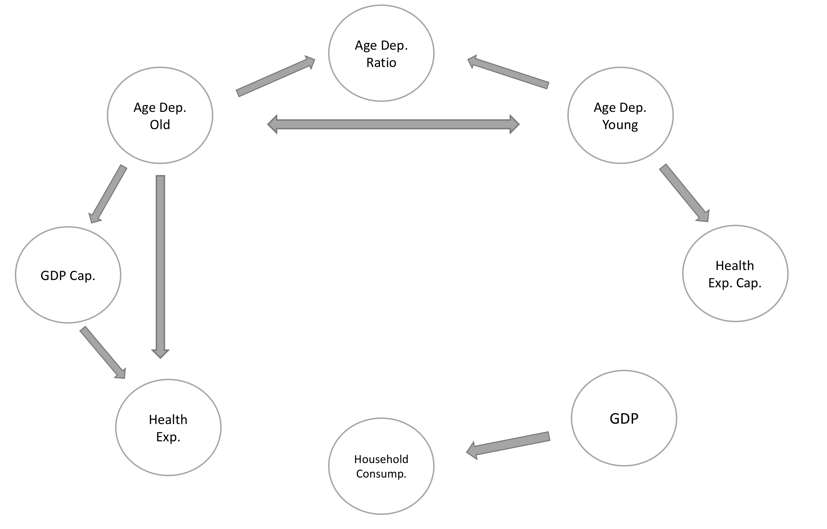 Age Dep.
Ratio
Age Dep.
Old
Age Dep.
Young
GDP Cap.
Health
Exp. Cap.
Health
Exp.
Household
Consump.
GDP